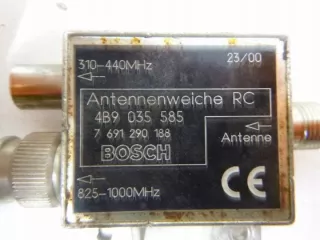 310-440MHz 23/00
Antennenweiche RC
4B9 035 585
7 691 290 188
Antenne
BOSCH
825-1000MHz
CE